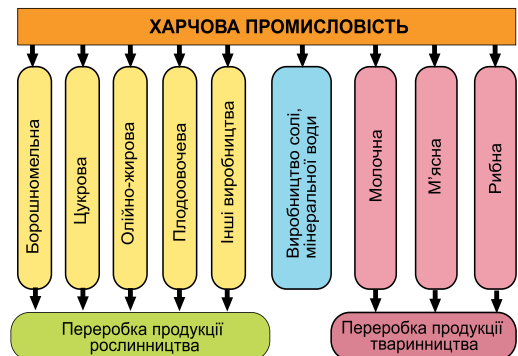 ХАРЧОВА ПРОМИСЛОВІСТЬ
Борошномельна
Цукрова
Олійно-жирова
Плодоовочева
Інші виробництва
Виробництво солі,
мінеральної води
Молочна
М'ясна
Рибна
Переробка продукції
рослинництва
Переробка продукції
тваринництва